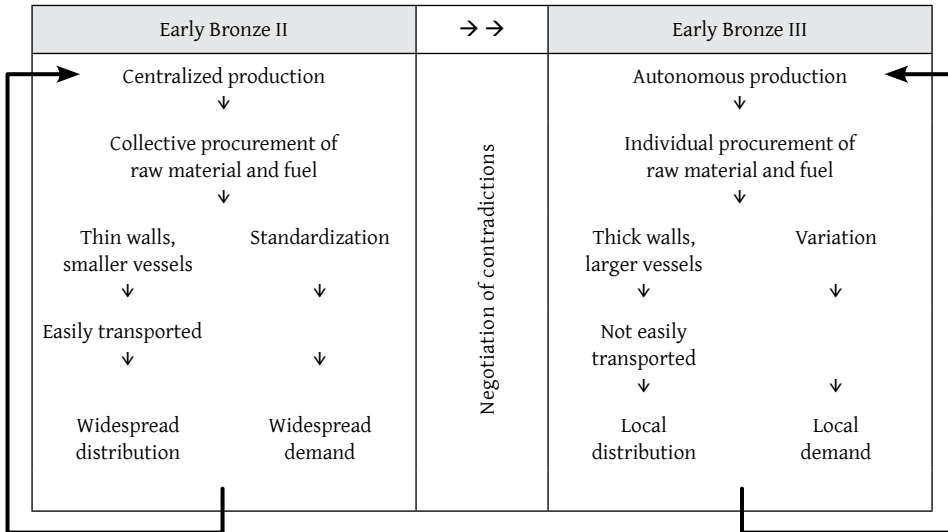 Early Bronze II
→ →
Early Bronze III
Centralized production
Collective procurement of
raw material and fuel
Thin walls,
smaller vessels
Standardization
Easily transported
Widespread
distribution
Widespread
demand
Negotiation of contradictions
Autonomous production
Individual procurement of
raw material and fuel
Thick walls,
larger vessels
Variation
Not easily
transported
Local
distribution
Local
demand